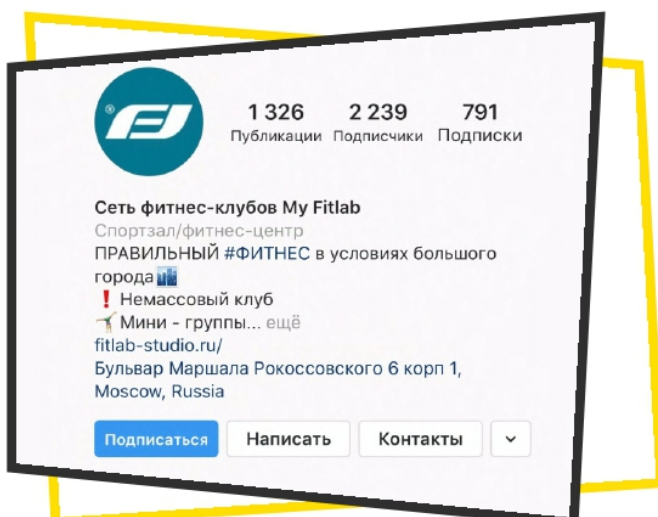 ®
1 326 2 239 791
Публикации Подписчики Подписки
Сеть фитнес-клубов My Fitlab
Спортзал/фитнес-центр
ПРАВИЛЬНЫЙ #ФИТНЕС в условиях большого
города
Немассовый клуб
Мини - группы... ещё
fitlab-studio.ru/
Бульвар Маршала Рокоссовского 6 корп 1,
Moscow, Russia
Подписаться Написать Контакты